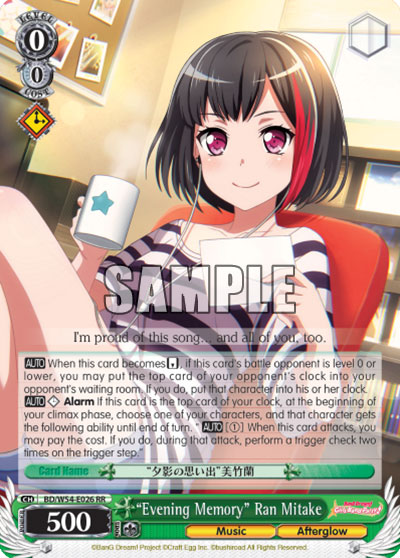 LEVEL
0
0
COST
SAMPLE
I'm proud of this song... and all of you, too.
AUTO When this card becomes, if this card's battle opponent is level 0 or
lower, you may put the top card of your opponent's clock into your
opponent's waiting room. If you do, put that character into his or her clock.
AUTO Alarm If this card is the top card of your clock, at the beginning of
your climax phase, choose one of your characters, and that character gets
the following ability until end of turn. "AUTO [(1)] When this card attacks, you
may pay the cost. If you do, during that attack, perform a trigger check two
times on this card."
Card Name
“夕影の思い出”美竹蘭
CH BD/W54-E026 RR
POWER
500
SOUL
“Evening Memory” Ran Mitake
Music
Afterglow
©BanG Dream! Project ©Craft Egg Inc. ©bushiroad All Rights Reserved.